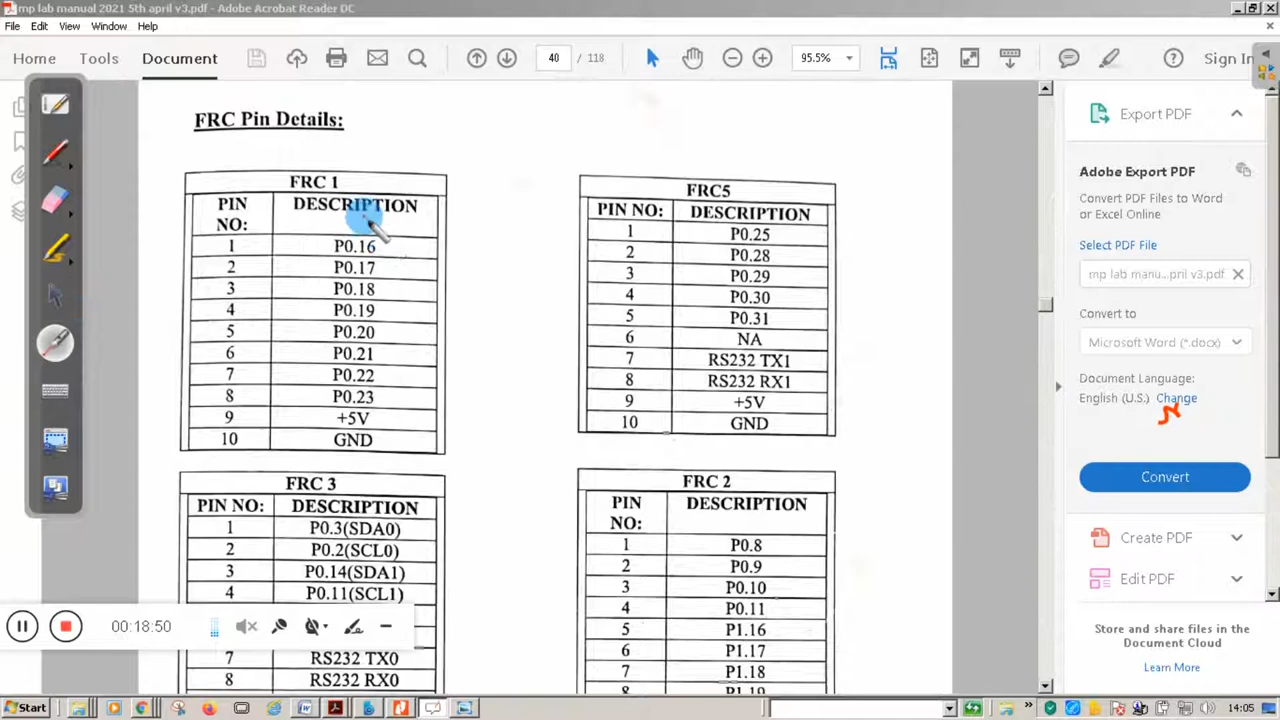 mp lab manual 2021 5th april v3.pdf - Adobe Acrobat Reader DC
File Edit View Window Help
Home Tools Document 40 / 118 95.5% Sign In
FRC Pin Details:
FRC 1
PIN NO: DESCRIPTION
1 P0.16
2 P0.17
3 P0.18
4 P0.19
5 P0.20
6 P0.21
7 P0.22
8 P0.23
9 +5V
10 GND
FRC5
PIN NO: DESCRIPTION
1 P0.25
2 P0.28
3 P0.29
4 P0.30
5 P0.31
6 NA
7 RS232 TX1
8 RS232 RX1
9 +5V
10 GND
FRC 3
PIN NO: DESCRIPTION
1 P0.3(SDA0)
2 P0.2(SCL0)
3 P0.14(SDA1)
4 P0.11(SCL1)
7 RS232 TX0
8 RS232 RX0
FRC 2
PIN NO: DESCRIPTION
1 P0.8
2 P0.9
3 P0.10
4 P0.11
5 P1.16
6 P1.17
7 P1.18
8 P1.19
00:18:50
Export PDF
Adobe Export PDF
Convert PDF Files to Word
or Excel Online
Select PDF File
mp lab manu...pril v3.pdf
Convert to
Microsoft Word (*.docx)
Document Language:
English (U.S.) Change
Convert
Create PDF
Edit PDF
Store and share files in the
Document Cloud
Learn More
Start
14:05